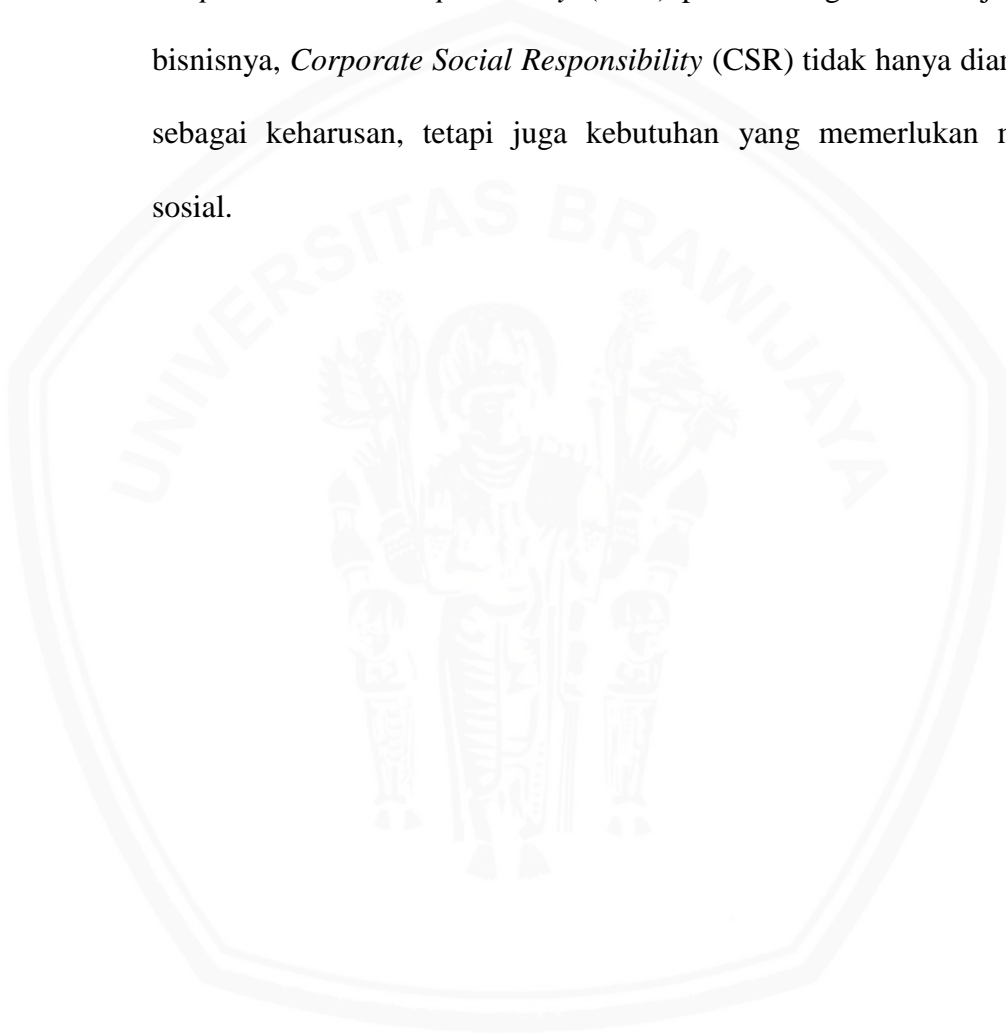 bisnisnya, Corporate Social Responsibility (CSR) tidak hanya
sebagai keharusan, tetapi juga kebutuhan yang memerlukan
sosial.
UNIVERSITAS BRAWIJAYA